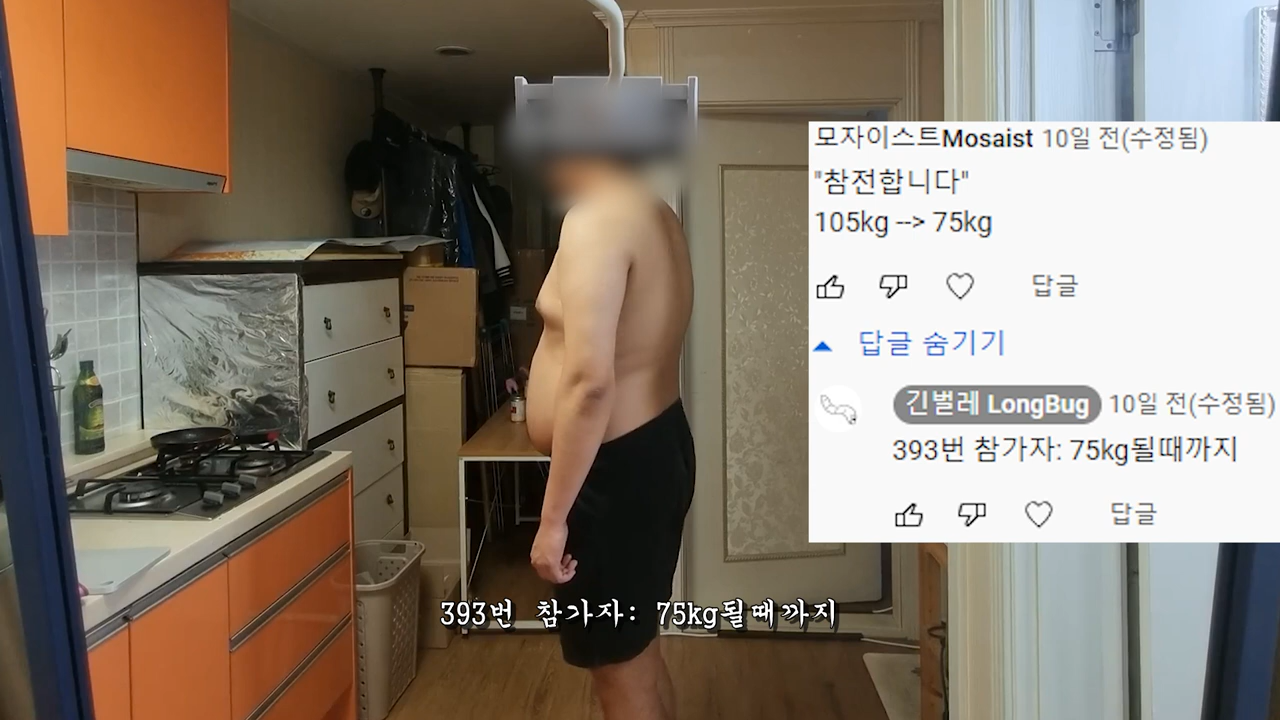 모자이스트Mosaist 10일 전(수정됨)
"참전합니다"
105kg --> 75kg
답글
답글 숨기기
긴벌레 LongBug 10일 전(수정됨)
393번 참가자: 75kg될때까지
답글
393번 참가자: 75kg될때까지